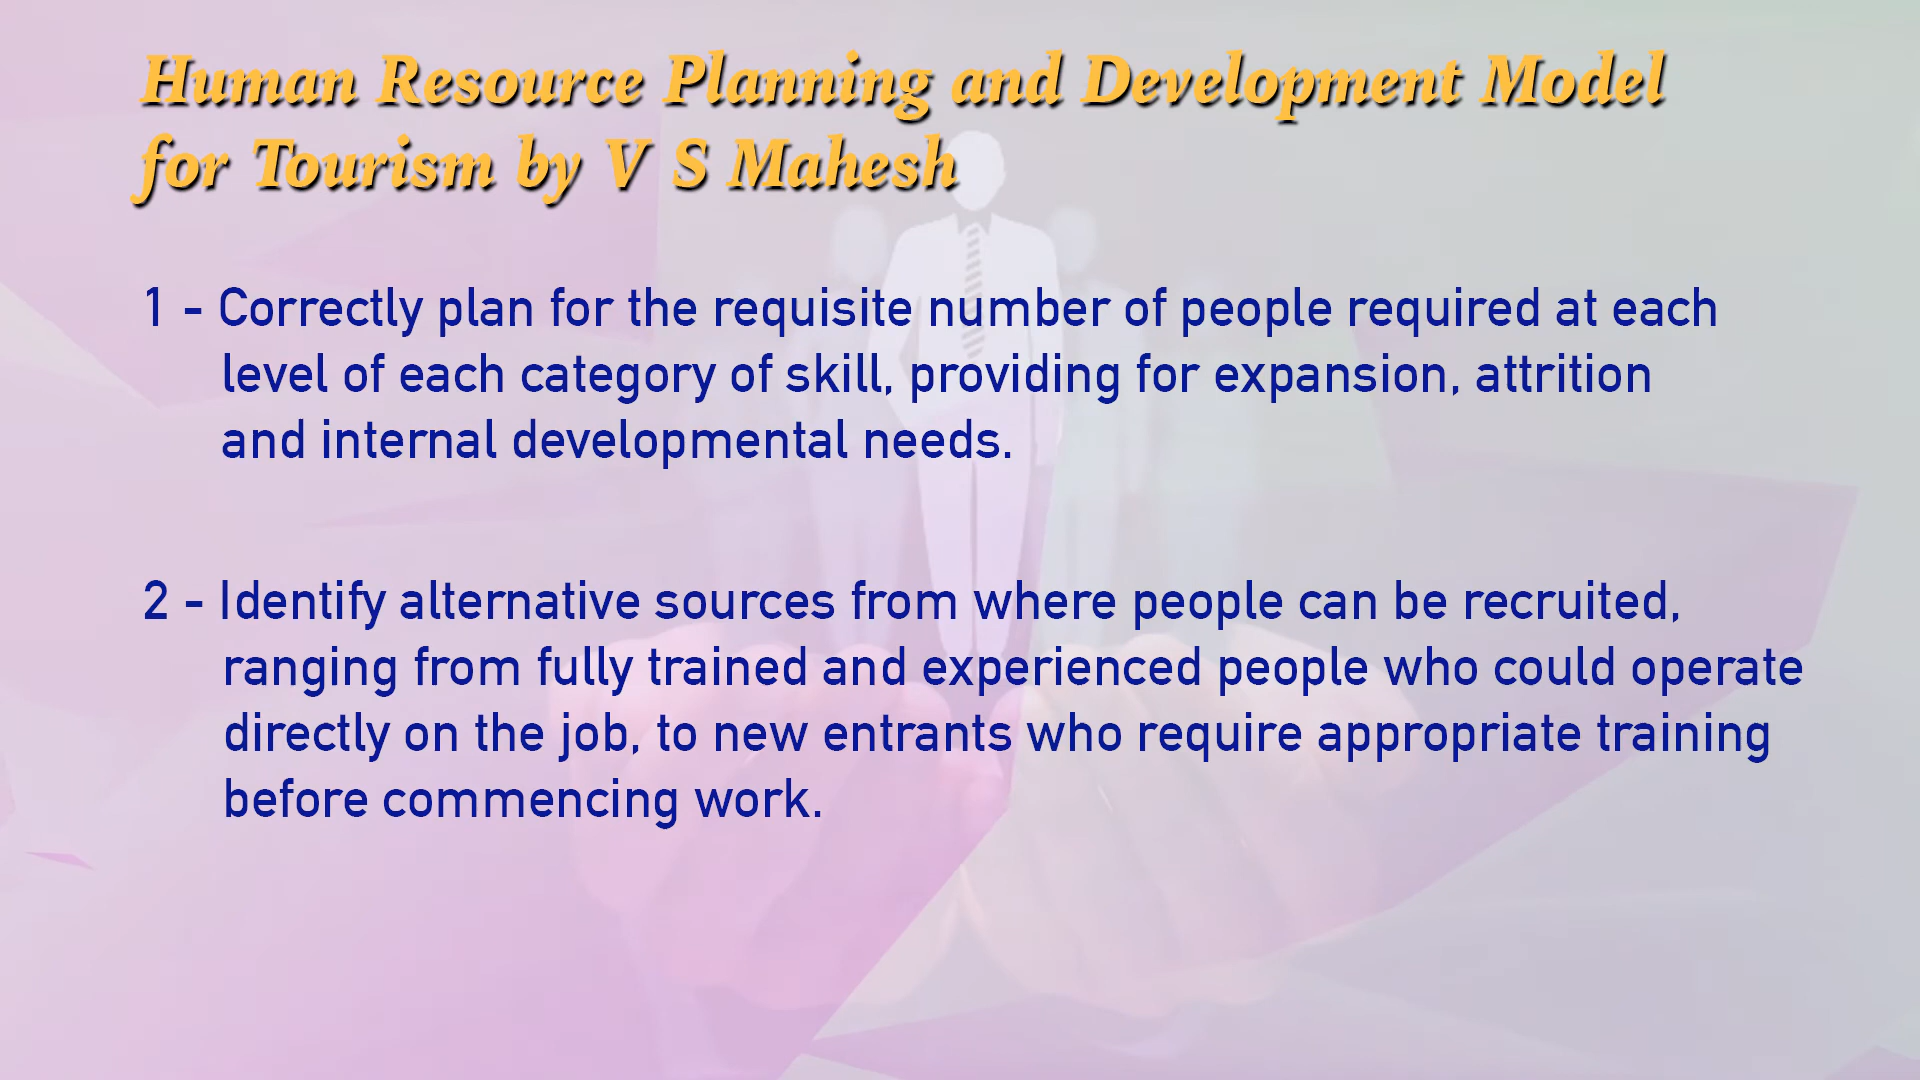 Human Resource Planning and Development Model
for Tourism by V S Mahesh
1 - Correctly plan for the requisite number of people required at each
level of each category of skill, providing for expansion, attrition
and internal developmental needs.
2 - Identify alternative sources from where people can be recruited,
ranging from fully trained and experienced people who could operate
directly on the job, to new entrants who require appropriate training
before commencing work.